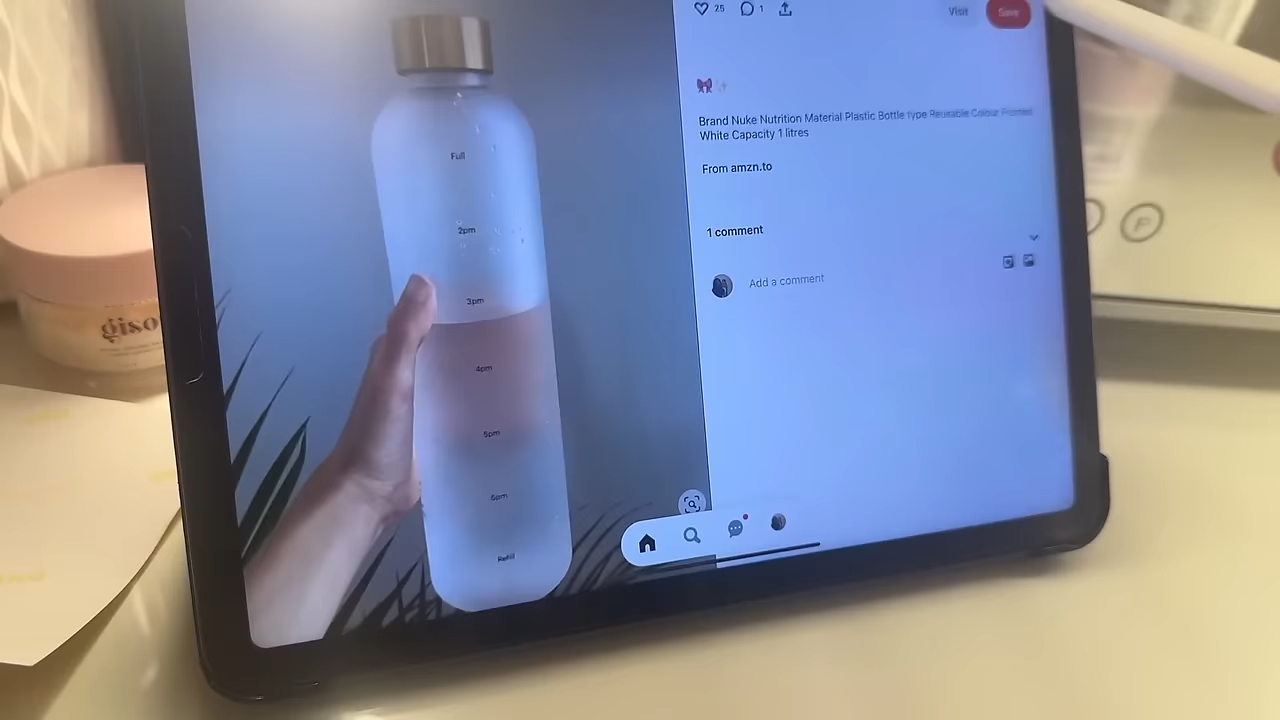 25
1
Visit
Save
Brand Nuke Nutrition Material Plastic Bottle type Reusable Colour Frosted
White Capacity 1 litres
From amzn.to
1 comment
Add a comment
Full
2pm
3pm
4pm
5pm
6pm
Refill
giso
P